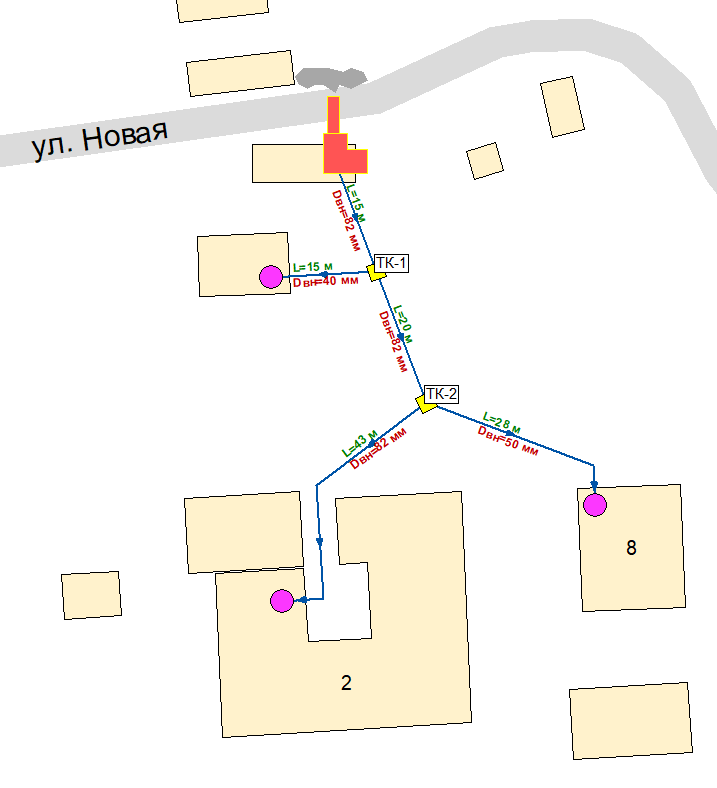 ул. Новая
L=15 м
Dвн=82 мм
ТК-1
L=15 м
Dвн=40 мм
L=20 м
Dвн=82 мм
ТК-2
L=43 м
Dвн=82 мм
L=28 м
Dвн=50 мм
8
2